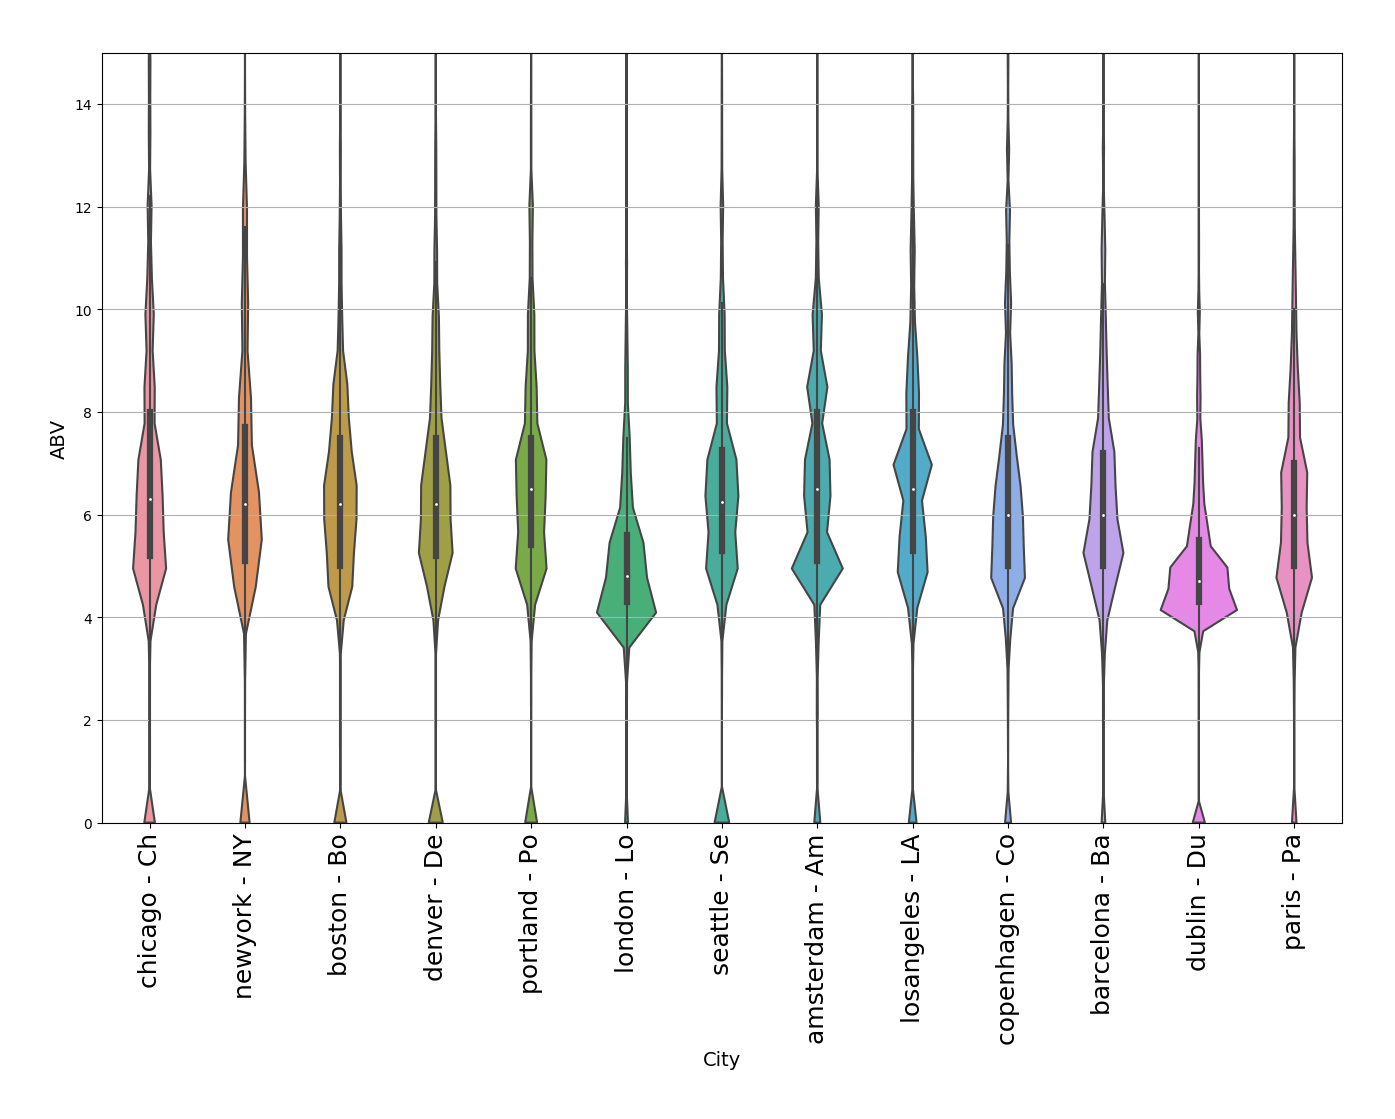 14
12
10
8
6
4
2
0
ABV
chicago - Ch
newyork - NY
boston - Bo
denver - De
portland - Po
london - Lo
seattle - Se
amsterdam - Am
losangeles - LA
copenhagen - Co
barcelona - Ba
dublin - Du
paris - Pa
City